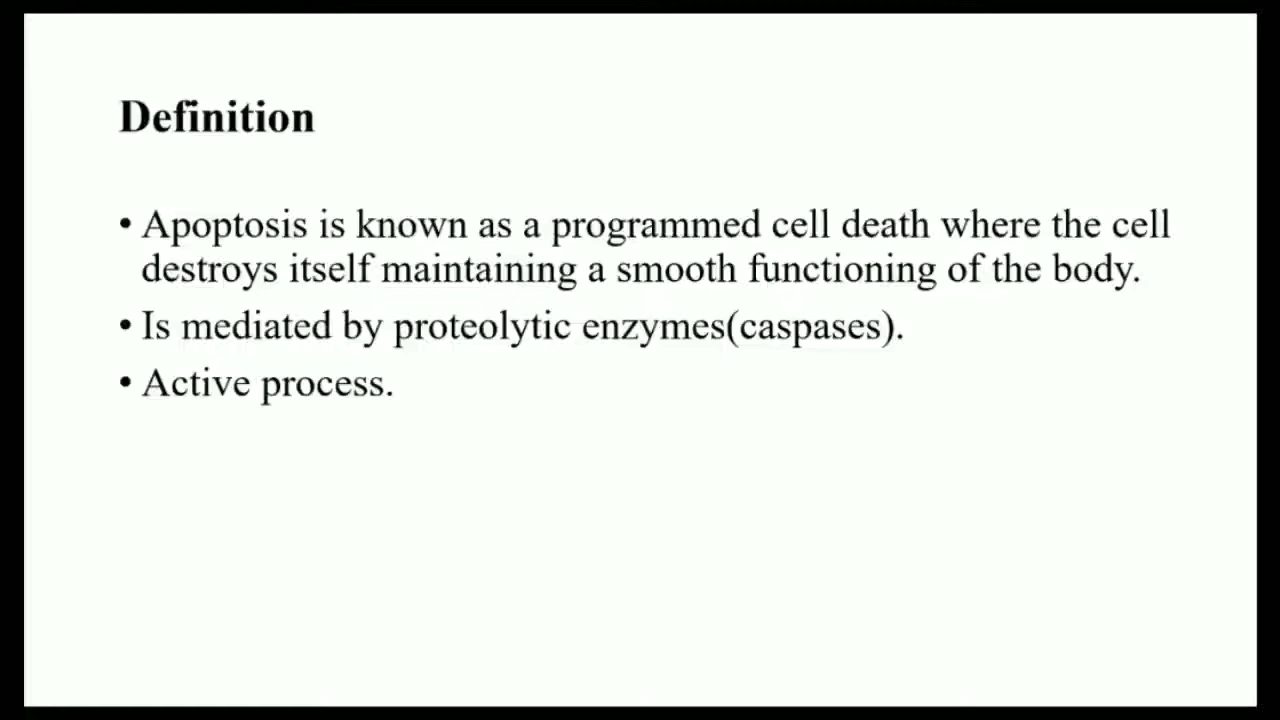 Definition
• Apoptosis is known as a programmed cell death where the cell
destroys itself maintaining a smooth functioning of the body.
• Is mediated by proteolytic enzymes(caspases).
• Active process.